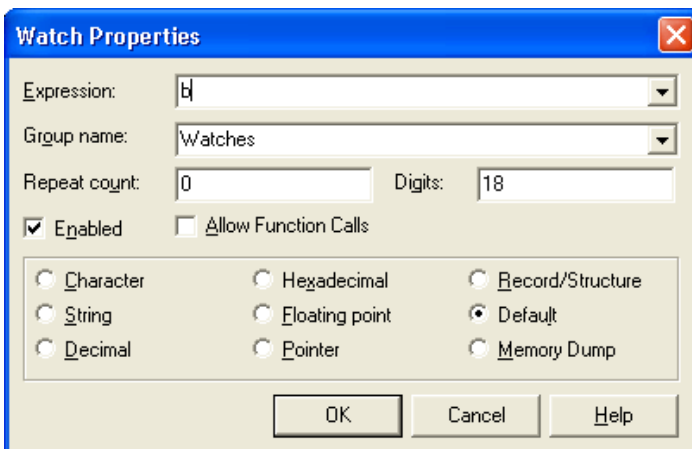 Watch Properties
Expression: b
Group name: Watches
Repeat count: 0 Digits: 18
Enabled Allow Function Calls
Character Hexadecimal Record/Structure
String Floating point Default
Decimal Pointer Memory Dump
OK Cancel Help